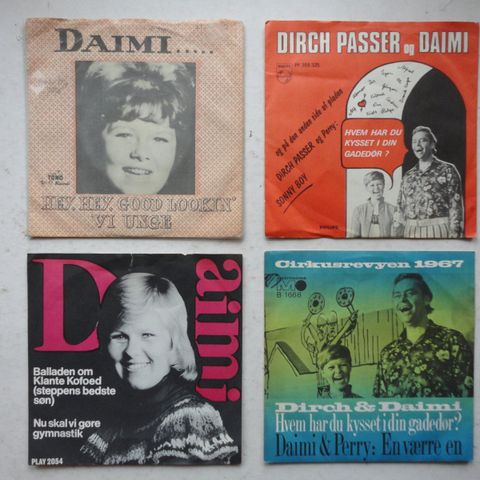 DAIMI.....
TONO
HEY, HEY, GOOD LOOKIN'
VI UNGE
DIRCH PASSER og DAIMI
og på den anden side af pladen
DIRCH PASSER og Perry:
SONNY BOY
HVEM HAR DU
KYSSET I DIN
GADEDØR ?
PHILIPS
Daimi
Balladen om
Klante Kofoed
(steppens bedste
søn)
Nu skal vi gøre
gymnastik
PLAY 2054
Cirkusrevyen 1967
B 1668
Dirch & Daimi
Hvem har du kysset i din gadedør?
Daimi & Perry: En værre en